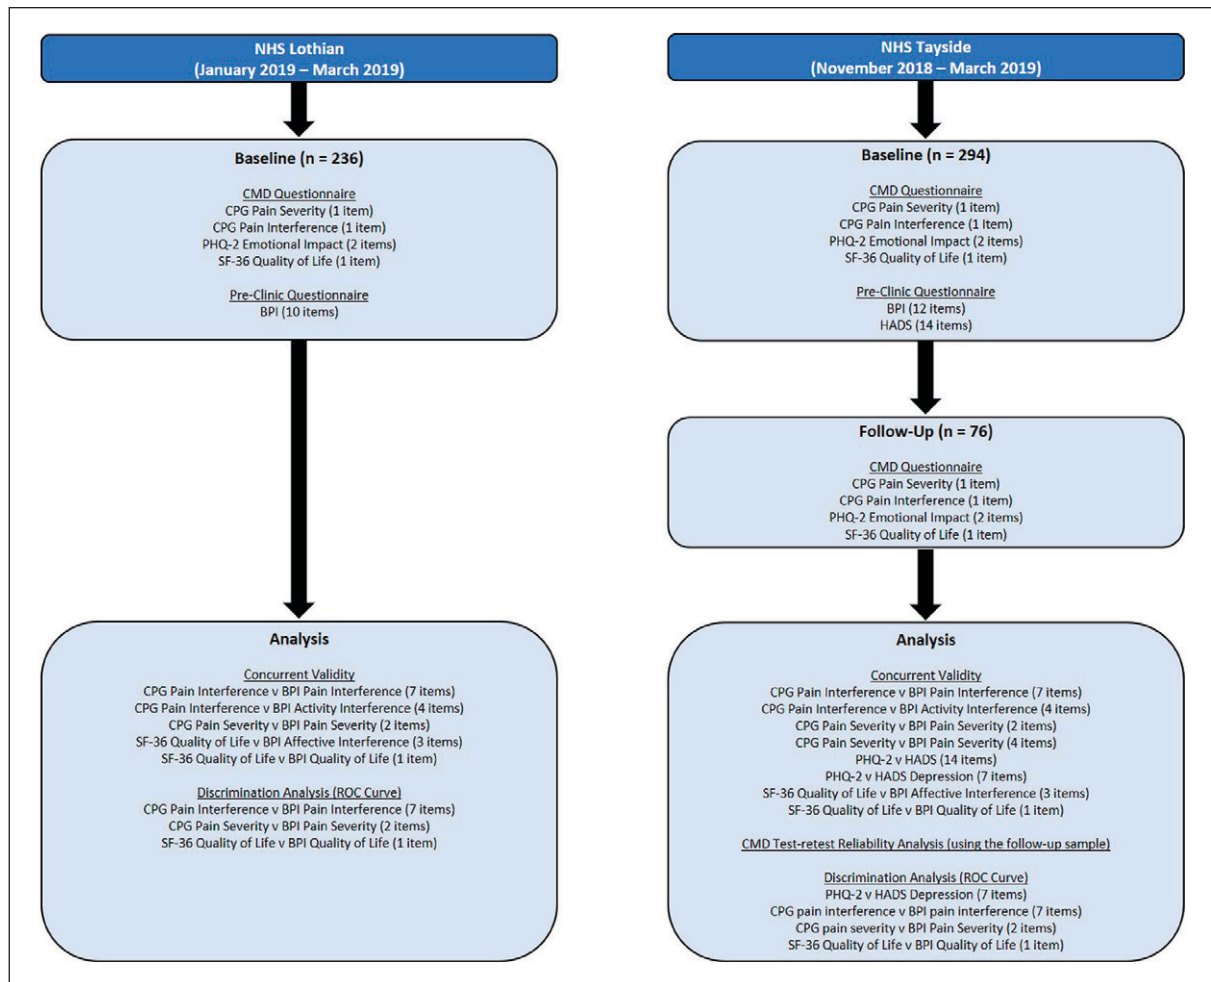 NHS Lothian
(January 2019 – March 2019)
Baseline (n = 236)
CMD Questionnaire
CPG Pain Severity (1 item)
CPG Pain Interference (1 item)
PHQ-2 Emotional Impact (2 items)
SF-36 Quality of Life (1 item)
Pre-Clinic Questionnaire
BPI (10 items)
Analysis
Concurrent Validity
CPG Pain Interference v BPI Pain Interference (7 items)
CPG Pain Interference v BPI Activity Interference (4 items)
CPG Pain Severity v BPI Pain Severity (2 items)
SF-36 Quality of Life v BPI Affective Interference (3 items)
SF-36 Quality of Life v BPI Quality of Life (1 item)
Discrimination Analysis (ROC Curve)
CPG Pain Interference v BPI Pain Interference (7 items)
CPG Pain Severity v BPI Pain Severity (2 items)
SF-36 Quality of Life v BPI Quality of Life (1 item)
NHS Tayside
(November 2018 – March 2019)
Baseline (n = 294)
CMD Questionnaire
CPG Pain Severity (1 item)
CPG Pain Interference (1 Item)
PHQ-2 Emotional Impact (2 items)
SF-36 Quality of Life (1 item)
Pre-Clinic Questionnaire
BPI (12 items)
HADS (14 items)
Follow-Up (n = 76)
CMD Questionnaire
CPG Pain Severity (1 item)
CPG Pain Interference (1 item)
PHQ-2 Emotional Impact (2 items)
SF-36 Quality of Life (1 item)
Analysis
Concurrent Validity
CPG Pain Interference v BPI Pain Interference (7 items)
CPG Pain Interference v BPI Activity Interference (4 items)
CPG Pain Severity v BPI Pain Severity (2 items)
CPG Pain Severity v BPI Pain Severity (4 items)
PHQ-2 v HADS (14 items)
PHQ-2 v HADS Depression (7 items)
SF-36 Quality of Life v BPI Affective Interference (3 items)
SF-36 Quality of Life v BPI Quality of Life (1 item)
CMD Test-retest Reliability Analysis (using the follow-up sample)
Discrimination Analysis (ROC Curve)
PHQ-2 v HADS Depression (7 items)
CPG pain interference v BPI pain interference (7 items)
CPG pain severity v BPI Pain Severity (2 items)
SF-36 Quality of Life v BPI Quality of Life (1 item)